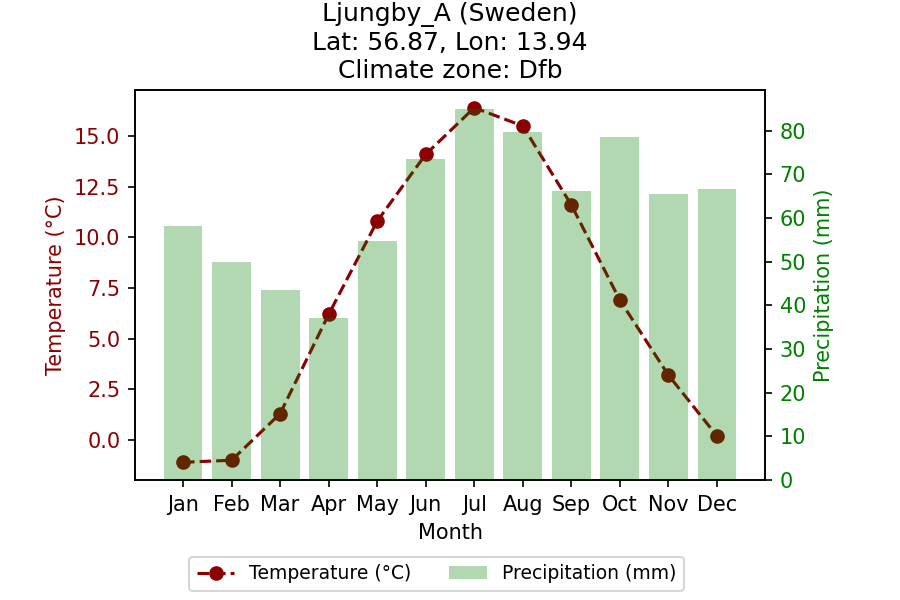 Ljungby_A (Sweden)
Lat: 56.87, Lon: 13.94
Climate zone: Dfb
Temperature (°C)
15.0
12.5
10.0
7.5
5.0
2.5
0.0
80
70
60
50
40
30
20
10
0
Precipitation (mm)
Jan Feb Mar Apr May Jun Jul Aug Sep Oct Nov Dec
Month
Temperature (°C) Precipitation (mm)